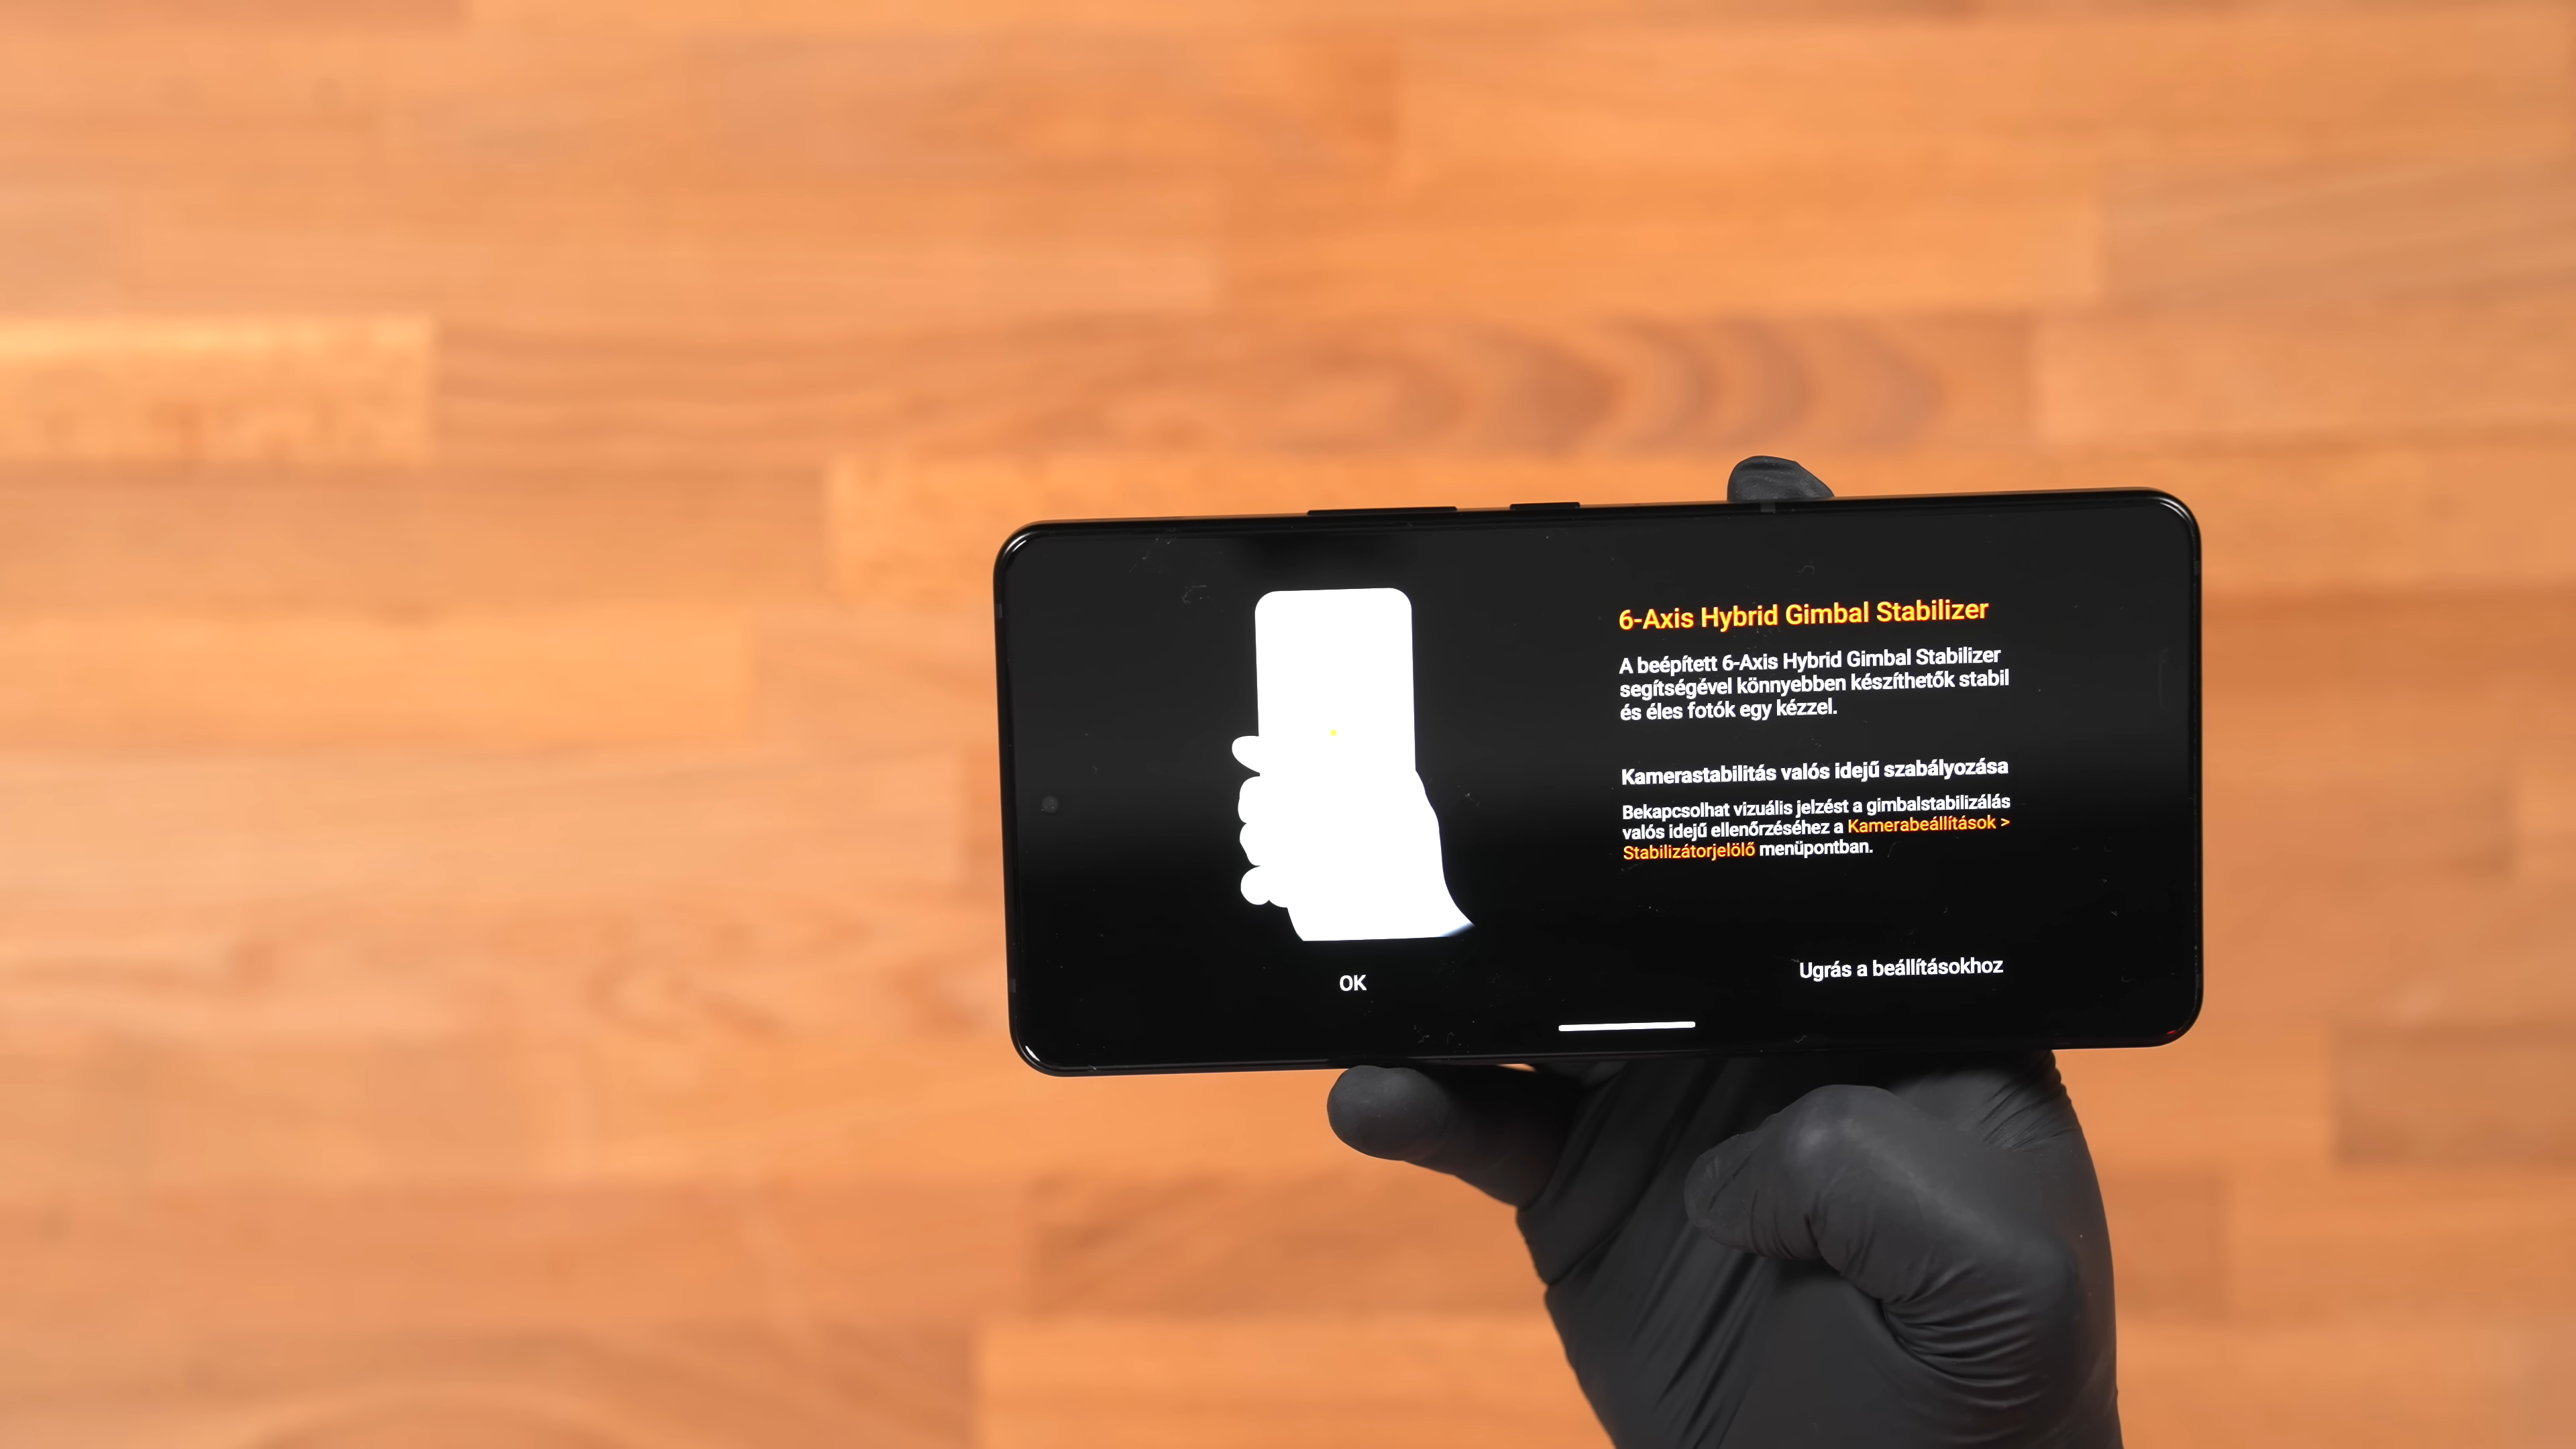 6-Axis Hybrid Gimbal Stabilizer
A beépített 6-Axis Hybrid Gimbal Stabilizer
segítségével könnyebben készíthetők stabil
és éles fotók egy kézzel.
Kamerastabilitás valós idejű szabályozása
Bekapcsolhat vizuális jelzést a gimbalstabilizálás
valós idejű ellenőrzéséhez a Kamerabeállítások >
Stabilizátorjelölő menüpontban.
OK
Ugrás a beállításokhoz